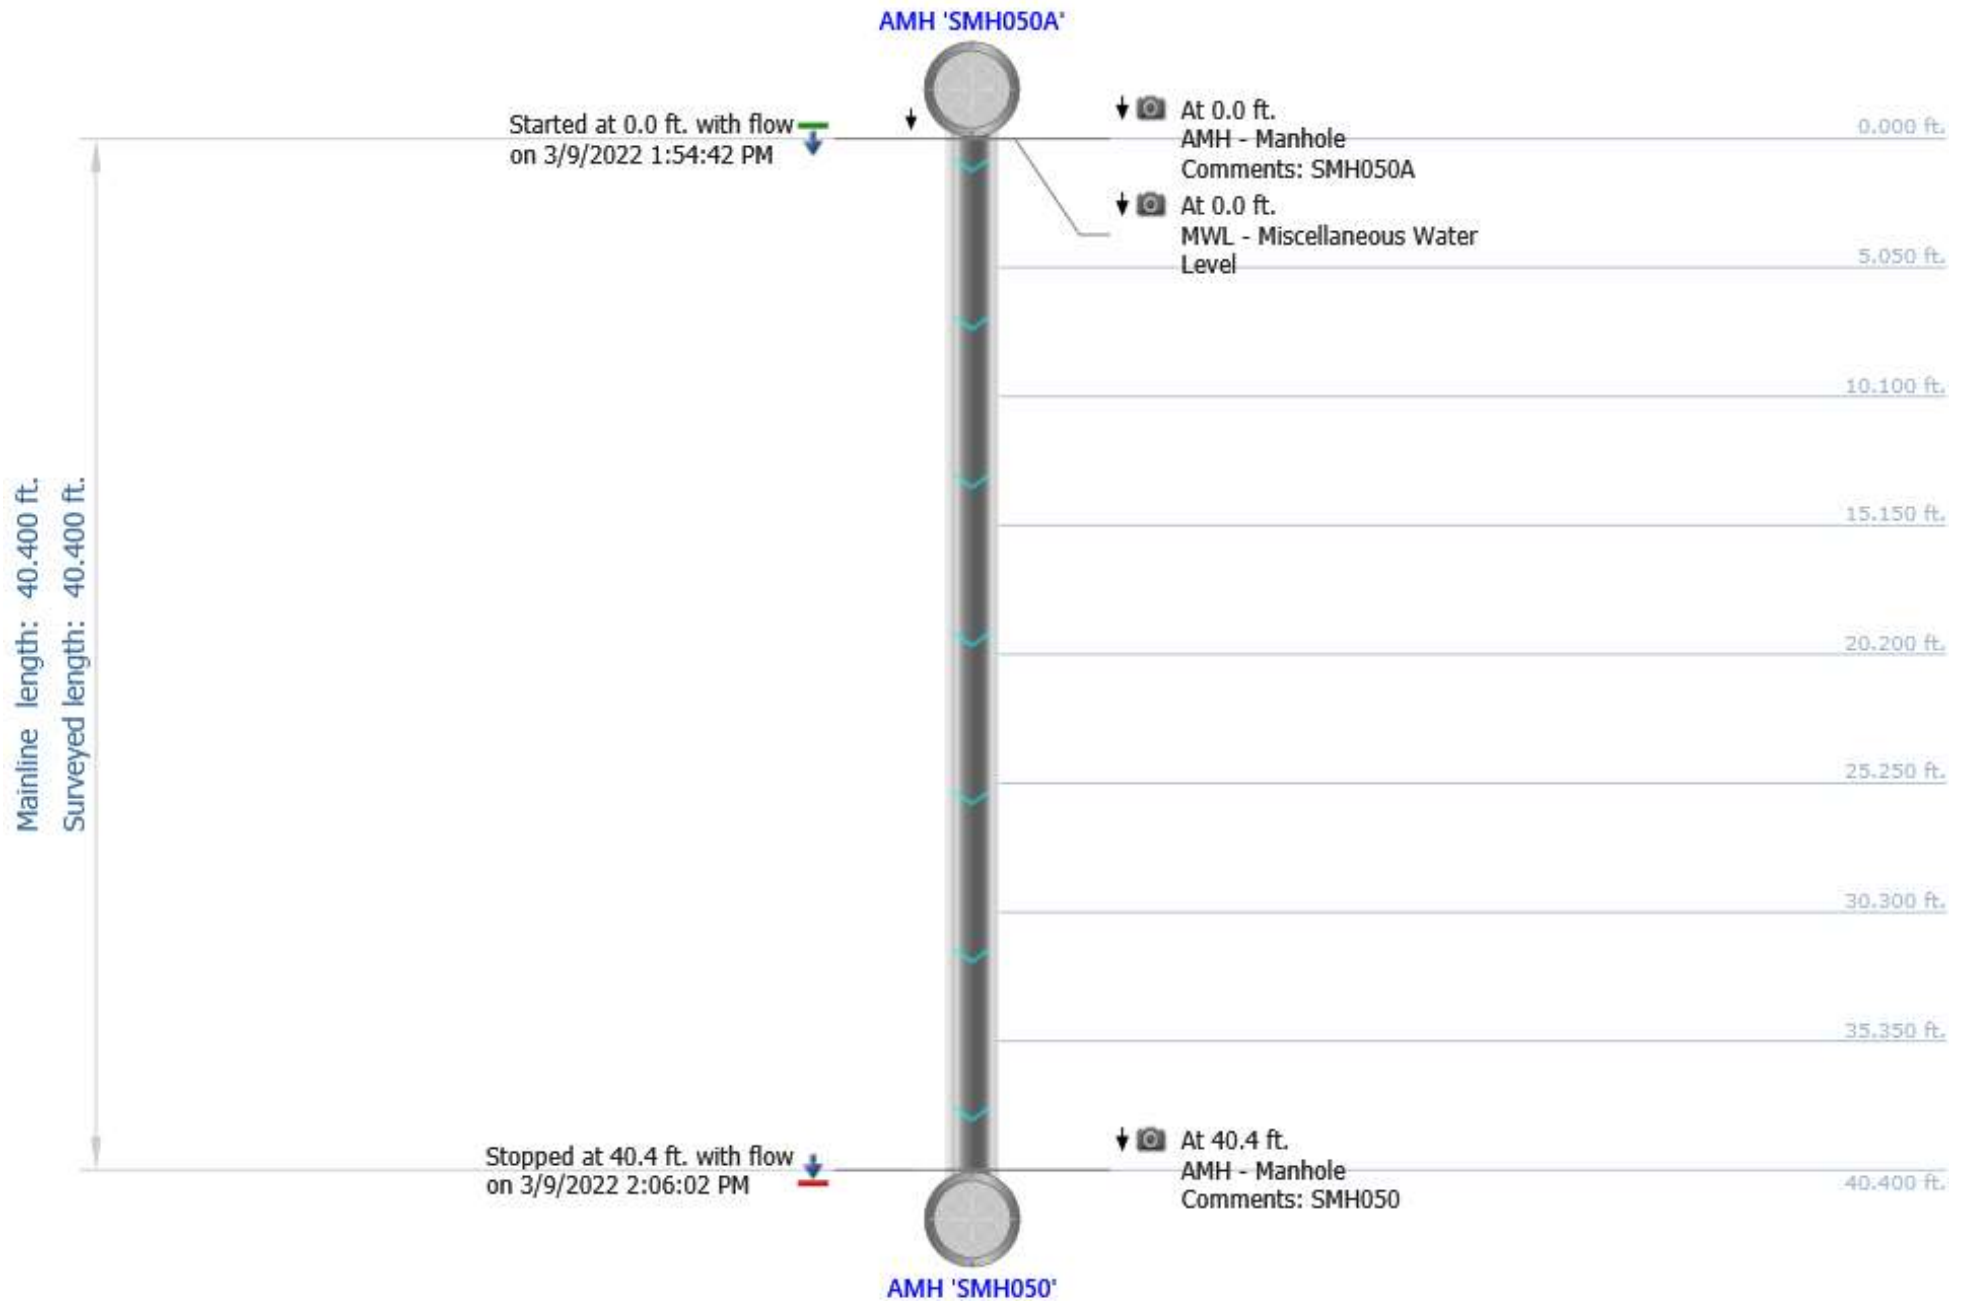 AMH 'SMH050A'
Started at 0.0 ft. with flow
on 3/9/2022 1:54:42 PM
At 0.0 ft.
AMH - Manhole
Comments: SMH050A
At 0.0 ft.
MWL - Miscellaneous Water
Level
0.000 ft.
5.050 ft.
10.100 ft.
15.150 ft.
20.200 ft.
25.250 ft.
30.300 ft.
35.350 ft.
40.400 ft.
Mainline length: 40.400 ft.
Surveyed length: 40.400 ft.
Stopped at 40.4 ft. with flow
on 3/9/2022 2:06:02 PM
At 40.4 ft.
AMH - Manhole
Comments: SMH050
AMH 'SMH050'